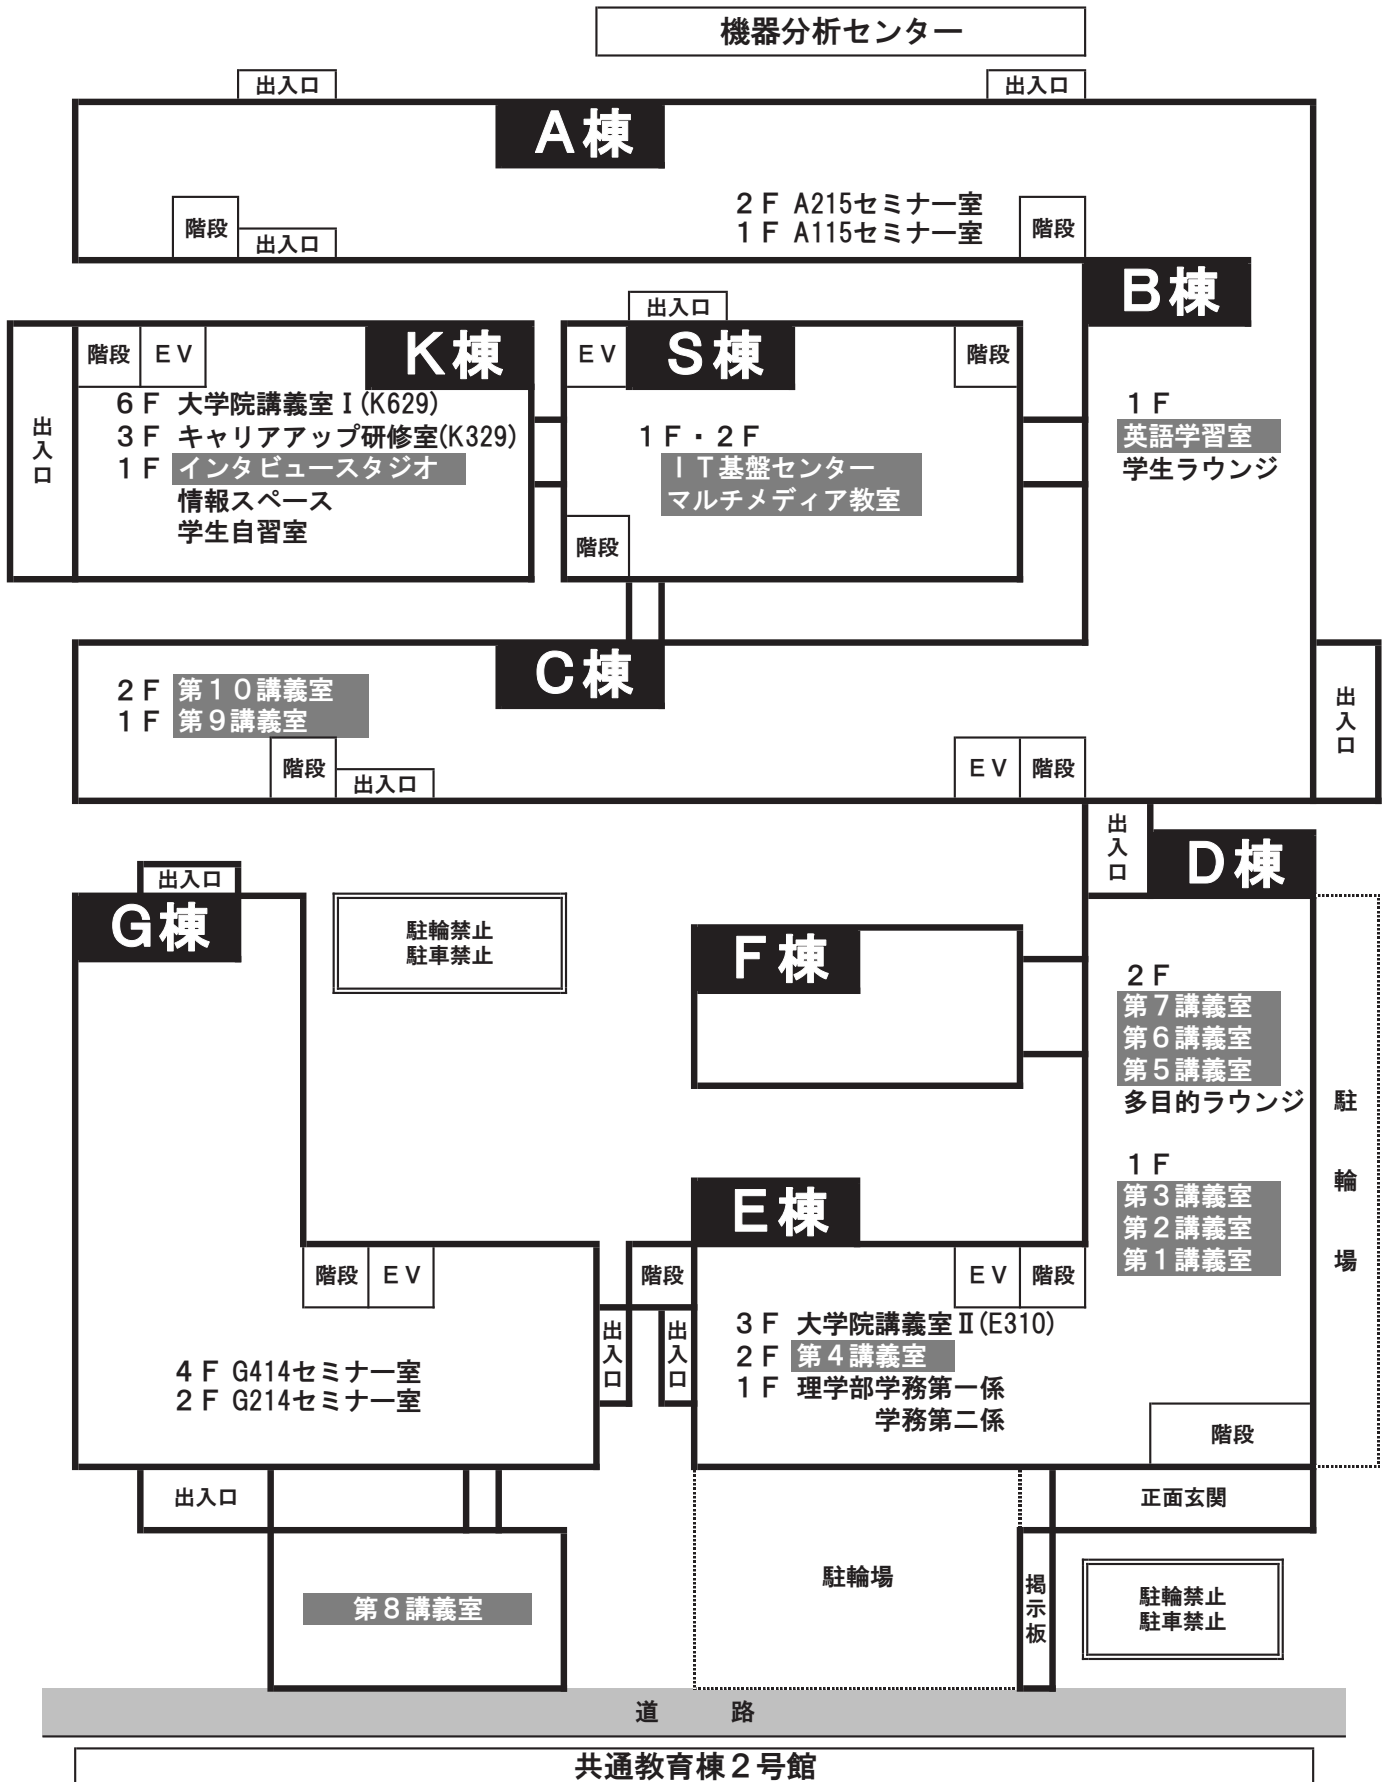 機器分析センター
出入口
出入口
A棟
２Ｆ A215セミナー室
１Ｆ A115セミナー室
階段
出入口
階段
B棟
出入口
階段
ＥＶ
K棟
ＥＶ
S棟
階段
出入口
６Ｆ 大学院講義室Ⅰ(K629)
３Ｆ キャリアアップ研修室(K329)
１Ｆ インタビュースタジオ
情報スペース
学生自習室
１Ｆ・２Ｆ
ＩＴ基盤センター
マルチメディア教室
階段
１Ｆ
英語学習室
学生ラウンジ
C棟
２Ｆ 第１０講義室
１Ｆ 第９講義室
階段
出入口
ＥＶ
階段
出入口
出入口
D棟
出入口
G棟
駐輪禁止
駐車禁止
F棟
２Ｆ
第７講義室
第６講義室
第５講義室
多目的ラウンジ
１Ｆ
第３講義室
第２講義室
第１講義室
駐輪場
E棟
階段
ＥＶ
階段
ＥＶ
階段
出入口
出入口
３Ｆ 大学院講義室Ⅱ(E310)
２Ｆ 第４講義室
１Ｆ 理学部学務第一係
学務第二係
４Ｆ G414セミナー室
２Ｆ G214セミナー室
階段
出入口
正面玄関
第８講義室
駐輪場
掲示板
駐輪禁止
駐車禁止
道　路
共通教育棟２号館